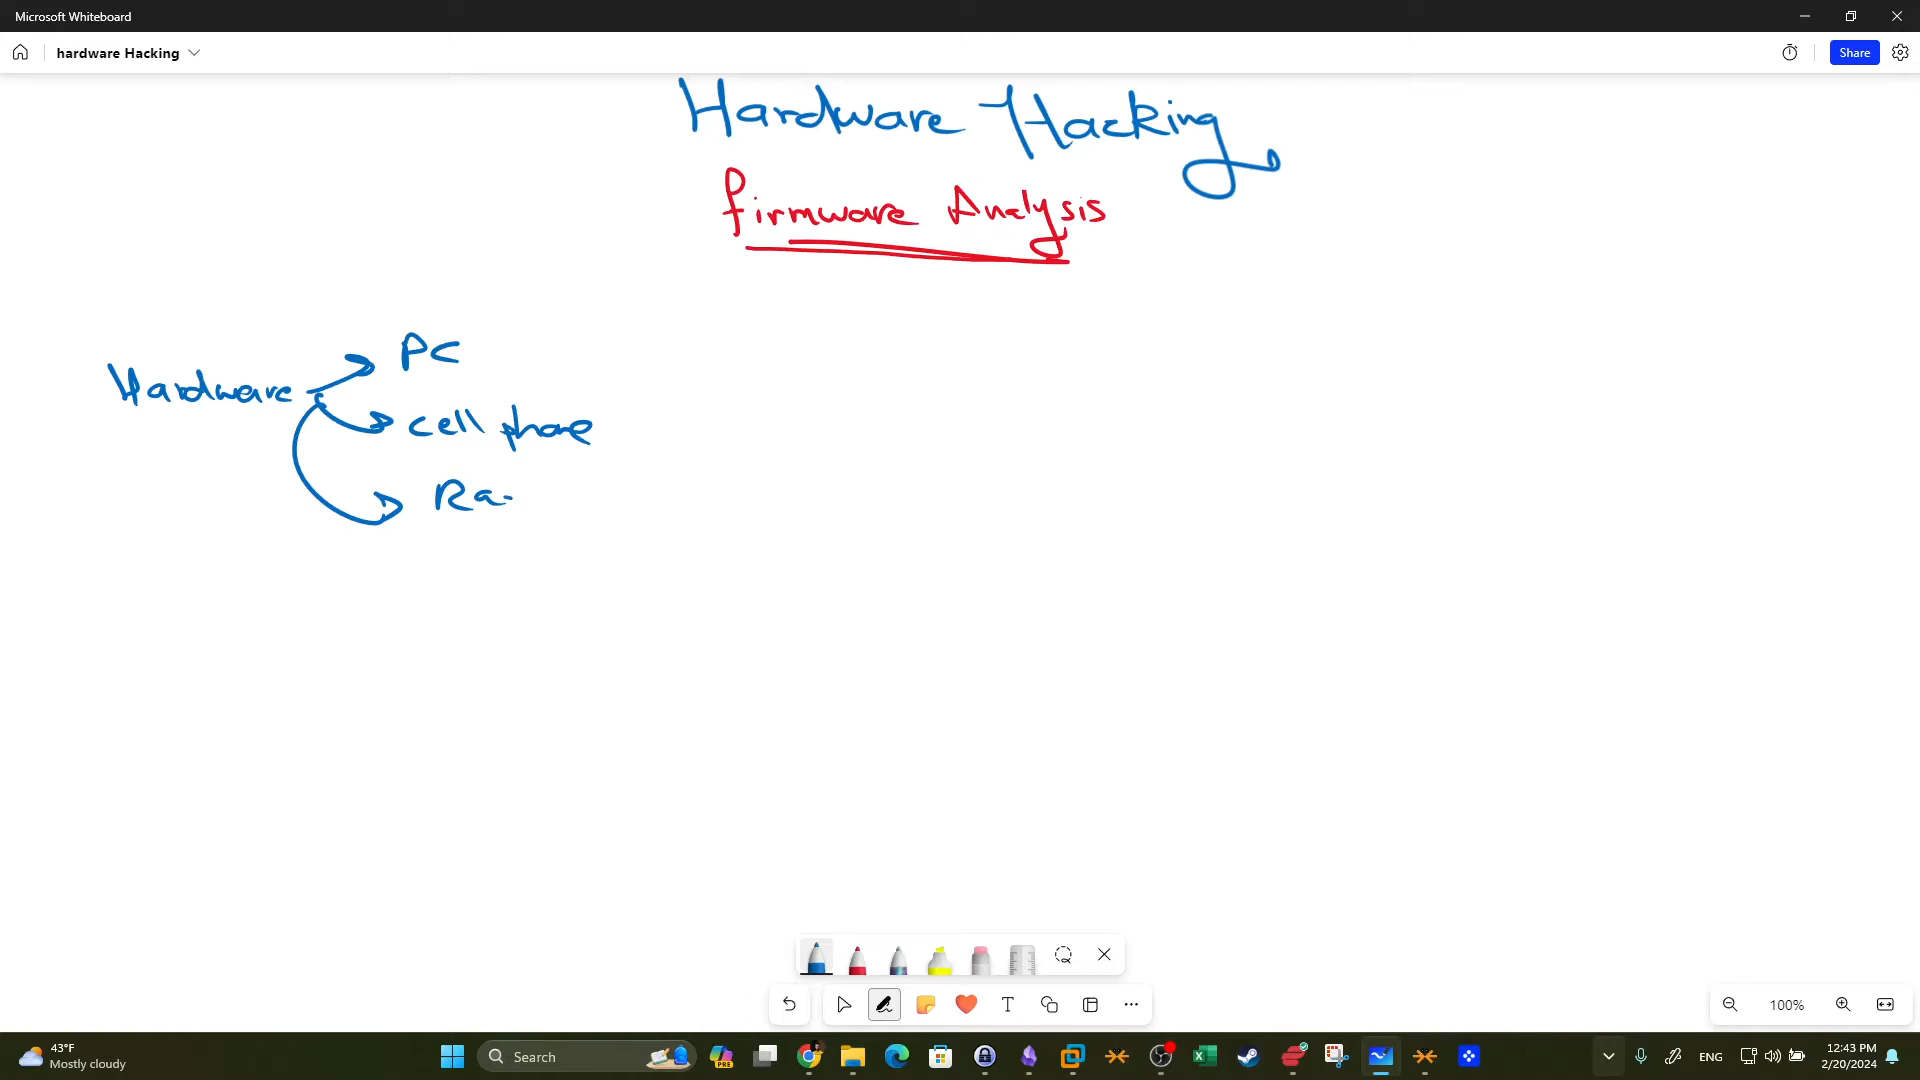 Microsoft Whiteboard
hardware Hacking
Share
Hardware Hacking
firmware Analysis
Hardware
PC
cell phone
Ra-
100%
43°F
Mostly cloudy
Search
PRE
ENG
12:43 PM
2/20/2024